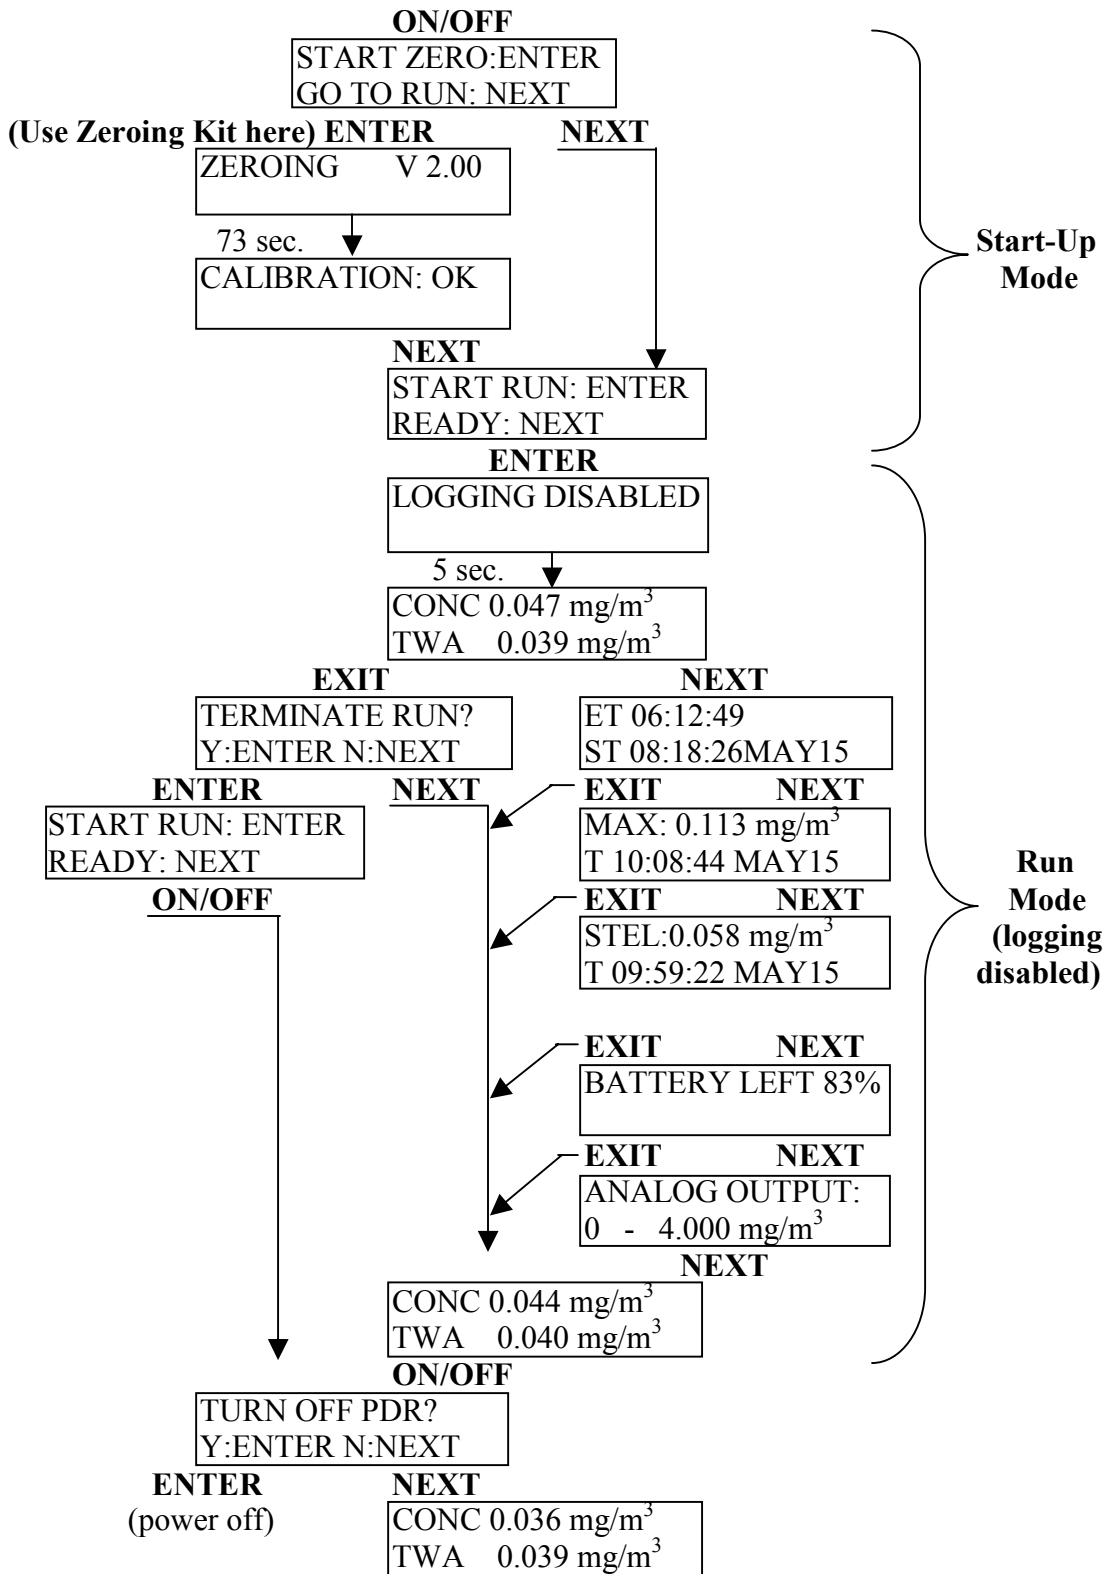 ON/OFF
START ZERO:ENTER
GO TO RUN: NEXT
(Use Zeroing Kit here) ENTER NEXT
ZEROING V 2.00
73 sec.
CALIBRATION: OK
Start-Up
Mode
NEXT
START RUN: ENTER
READY: NEXT
ENTER
LOGGING DISABLED
5 sec.
CONC 0.047 mg/m³
TWA 0.039 mg/m³
EXIT NEXT
TERMINATE RUN?
Y:ENTER N:NEXT
ET 06:12:49
ST 08:18:26MAY15
ENTER NEXT EXIT NEXT
START RUN: ENTER
READY: NEXT
MAX: 0.113 mg/m³
T 10:08:44 MAY15
ON/OFF EXIT NEXT
STEL:0.058 mg/m³
T 09:59:22 MAY15
Run
Mode
(logging
disabled)
EXIT NEXT
BATTERY LEFT 83%
EXIT NEXT
ANALOG OUTPUT:
0 - 4.000 mg/m³
NEXT
CONC 0.044 mg/m³
TWA 0.040 mg/m³
ON/OFF
TURN OFF PDR?
Y:ENTER N:NEXT
ENTER NEXT
(power off)
CONC 0.036 mg/m³
TWA 0.039 mg/m³